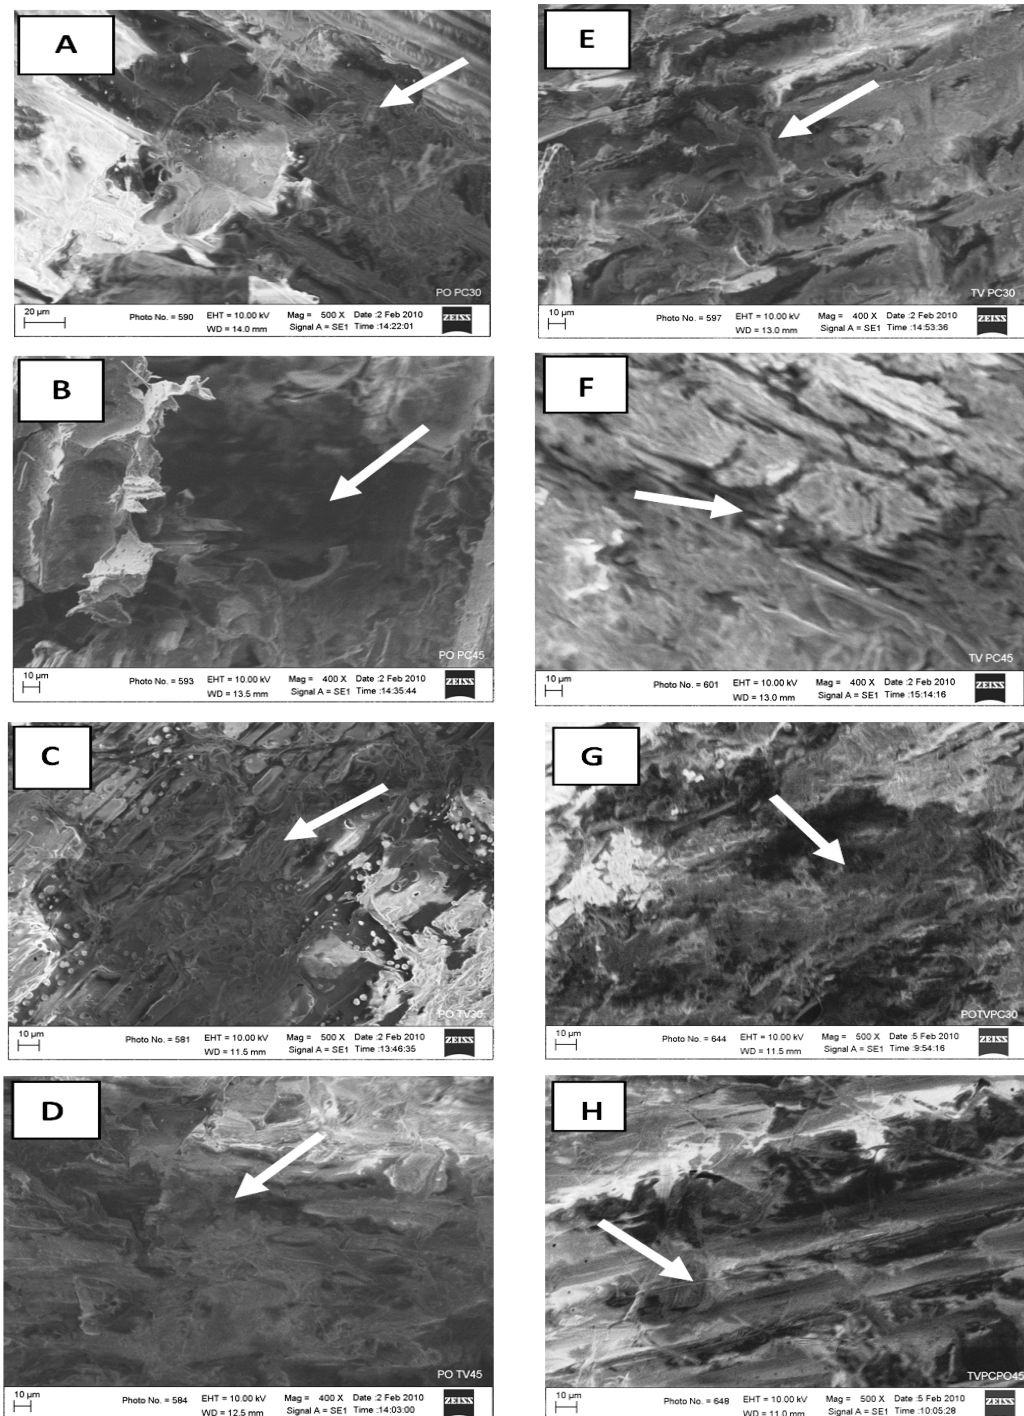 A
PO PC30
20 µm
Photo No. = 590
EHT = 10.00 kV
WD = 14.0 mm
Mag = 500 X
Signal A = SE1
Date :2 Feb 2010
Time :14:22:01
ZEISS
B
PO PC45
10 µm
Photo No. = 593
EHT = 10.00 kV
WD = 13.5 mm
Mag = 400 X
Signal A = SE1
Date :2 Feb 2010
Time :14:35:44
ZEISS
C
PO TV30
10 µm
Photo No. = 581
EHT = 10.00 kV
WD = 11.5 mm
Mag = 500 X
Signal A = SE1
Date :2 Feb 2010
Time :13:46:35
ZEISS
D
PO TV45
10 µm
Photo No. = 584
EHT = 10.00 kV
WD = 12.5 mm
Mag = 400 X
Signal A = SE1
Date :2 Feb 2010
Time :14:03:00
ZEISS
E
TV PC30
10 µm
Photo No. = 597
EHT = 10.00 kV
WD = 13.0 mm
Mag = 400 X
Signal A = SE1
Date :2 Feb 2010
Time :14:53:36
ZEISS
F
TV PC45
10 µm
Photo No. = 601
EHT = 10.00 kV
WD = 13.0 mm
Mag = 400 X
Signal A = SE1
Date :2 Feb 2010
Time :15:14:16
ZEISS
G
POTVPC30
10 µm
Photo No. = 644
EHT = 10.00 kV
WD = 11.5 mm
Mag = 500 X
Signal A = SE1
Date :5 Feb 2010
Time :9:54:16
ZEISS
H
TVPCPO45
10 µm
Photo No. = 648
EHT = 10.00 kV
WD = 11.0 mm
Mag = 500 X
Signal A = SE1
Date :5 Feb 2010
Time :10:05:28
ZEISS